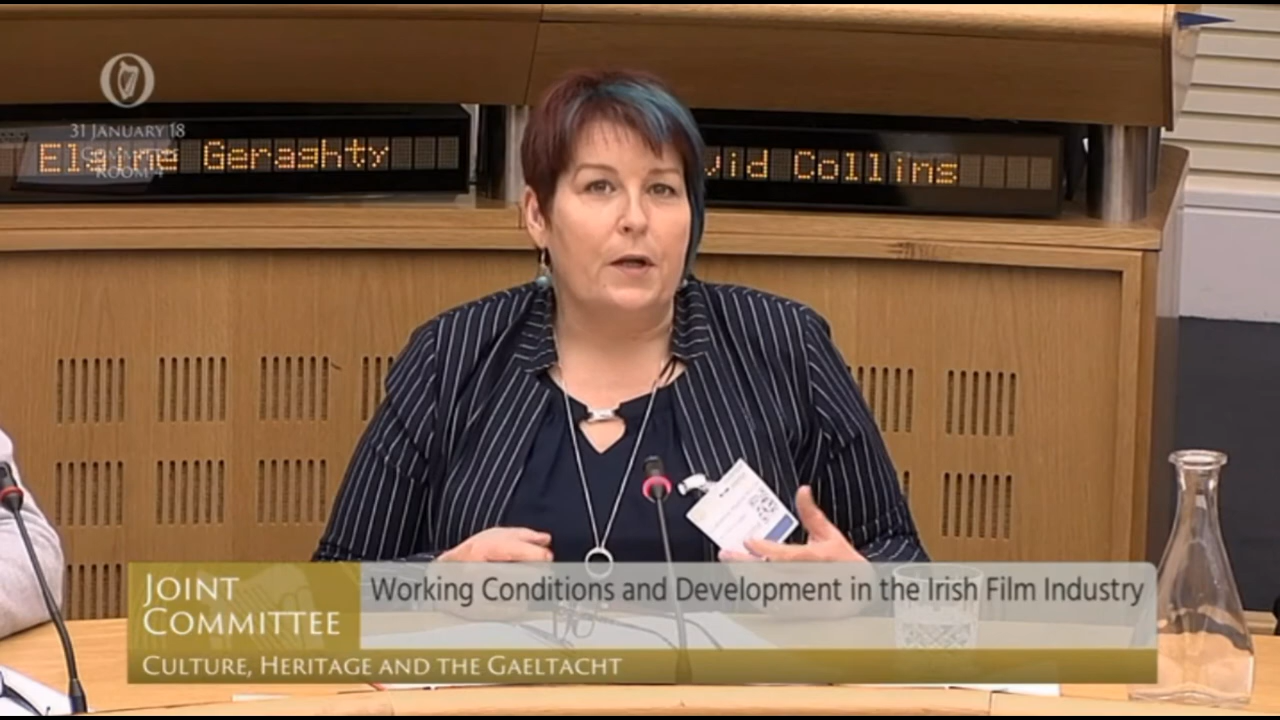 31 January 18
Room 4
Elaine Geraghty
vid Collins
Joint
Committee
Working Conditions and Development in the Irish Film Industry
Culture, Heritage and the Gaeltacht